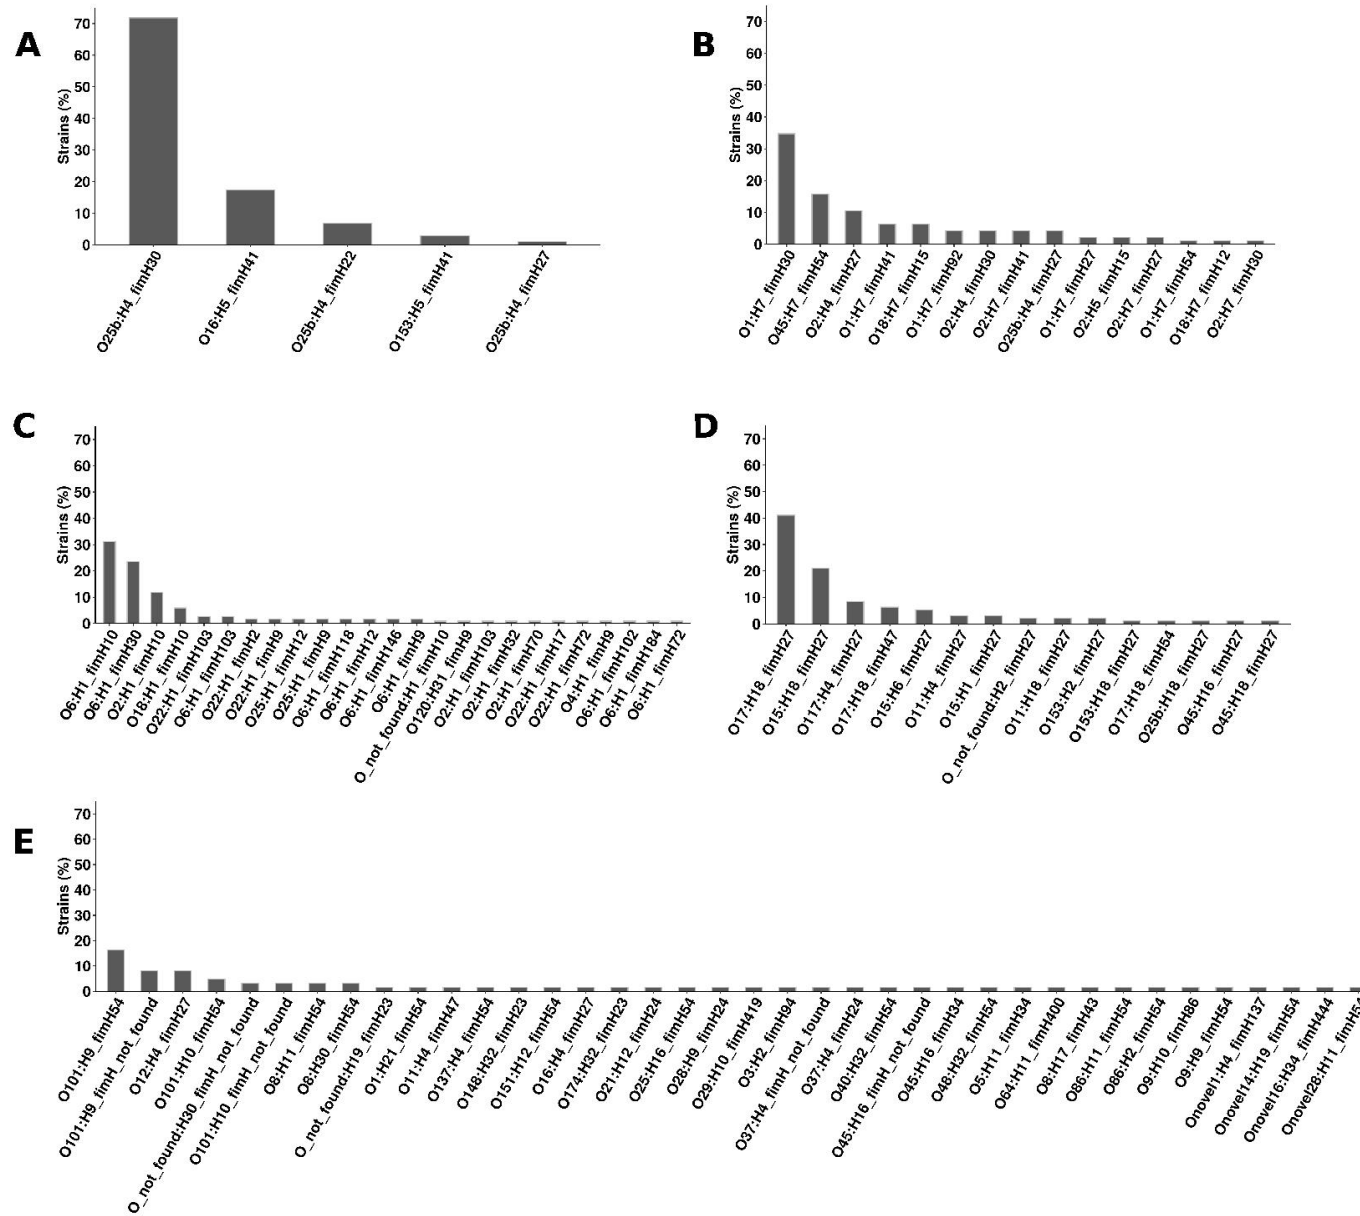 A
Strains (%)
70
60
50
40
30
20
10
0
O25b:H4_fimH30
O16:H5_fimH41
O25b:H4_fimH22
O153:H5_fimH41
O25b:H4_fimH27
B
Strains (%)
70
60
50
40
30
20
10
0
O1:H7_fimH30
O45:H7_fimH54
O2:H4_fimH27
O1:H7_fimH41
O18:H7_fimH15
O1:H7_fimH92
O2:H4_fimH30
O2:H7_fimH41
O25b:H4_fimH27
O1:H7_fimH27
O2:H5_fimH15
O2:H7_fimH27
O1:H7_fimH54
O18:H7_fimH12
O2:H7_fimH30
C
Strains (%)
70
60
50
40
30
20
10
0
O6:H1_fimH10
O6:H1_fimH30
O2:H1_fimH10
O18:H1_fimH10
O22:H1_fimH103
O6:H1_fimH103
O22:H1_fimH2
O22:H1_fimH9
O25:H1_fimH12
O25:H1_fimH9
O6:H1_fimH118
O6:H1_fimH12
O6:H1_fimH146
O6:H1_fimH9
O_not_found:H1_fimH10
O120:H31_fimH9
O2:H1_fimH103
O2:H1_fimH32
O2:H1_fimH70
O22:H1_fimH17
O22:H1_fimH72
O4:H1_fimH9
O6:H1_fimH102
O6:H1_fimH184
O6:H1_fimH72
D
Strains (%)
70
60
50
40
30
20
10
0
O17:H18_fimH27
O15:H18_fimH27
O117:H4_fimH27
O17:H18_fimH47
O15:H6_fimH27
O11:H4_fimH27
O15:H1_fimH27
O_not_found:H2_fimH27
O11:H18_fimH27
O153:H2_fimH27
O153:H18_fimH27
O17:H18_fimH54
O25b:H18_fimH27
O45:H16_fimH27
O45:H18_fimH27
E
Strains (%)
70
60
50
40
30
20
10
0
O101:H9_fimH54
O101:H9_fimH_not_found
O12:H4_fimH27
O101:H10_fimH54
O_not_found:H30_fimH_not_found
O101:H10_fimH_not_found
O8:H11_fimH54
O8:H30_fimH54
O_not_found:H19_fimH23
O1:H21_fimH54
O11:H4_fimH47
O137:H4_fimH54
O148:H32_fimH23
O151:H12_fimH54
O16:H4_fimH27
O174:H32_fimH23
O21:H12_fimH24
O25:H16_fimH54
O28:H9_fimH24
O29:H10_fimH419
O3:H2_fimH94
O37:H4_fimH_not_found
O37:H4_fimH24
O40:H32_fimH54
O45:H16_fimH_not_found
O45:H16_fimH34
O48:H32_fimH54
O5:H11_fimH34
O64:H11_fimH400
O8:H17_fimH43
O86:H11_fimH54
O86:H2_fimH54
O9:H10_fimH86
O9:H9_fimH54
Onovel1:H4_fimH137
Onovel14:H19_fimH54
Onovel16:H34_fimH444
Onovel28:H11_fimH54